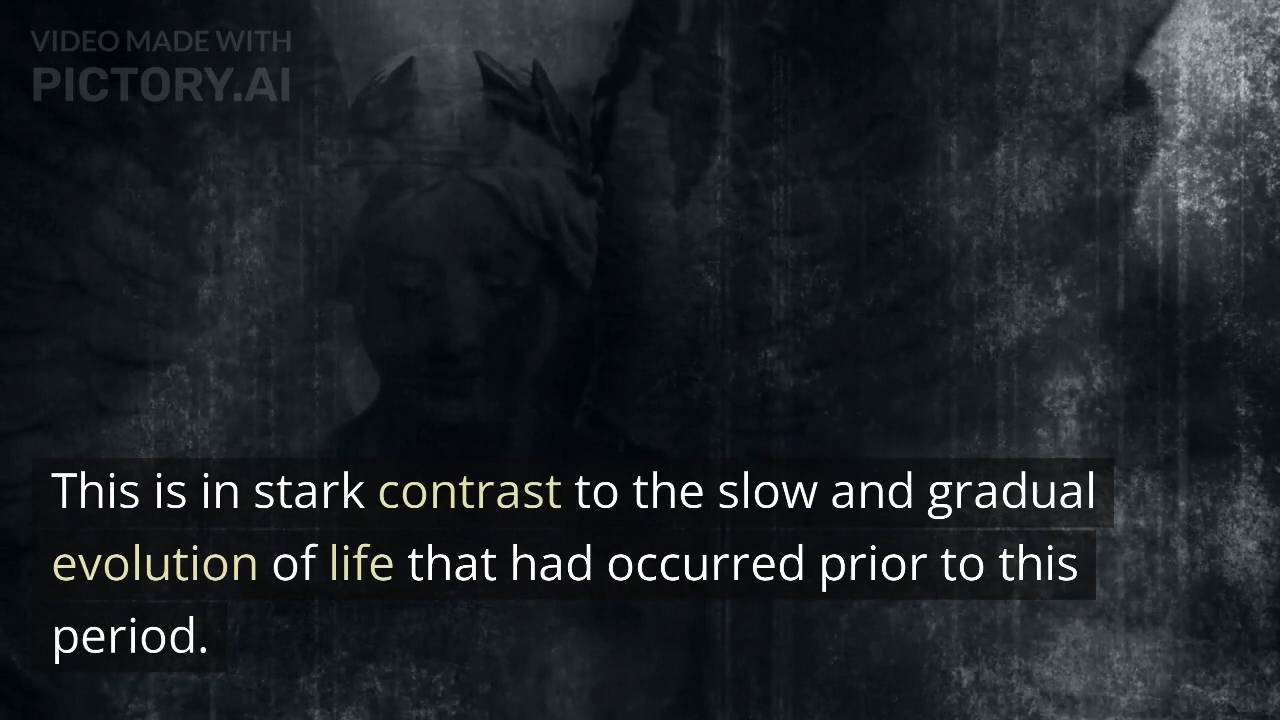 VIDEO MADE WITH
PICTORY.AI
This is in stark contrast to the slow and gradual
evolution of life that had occurred prior to this
period.